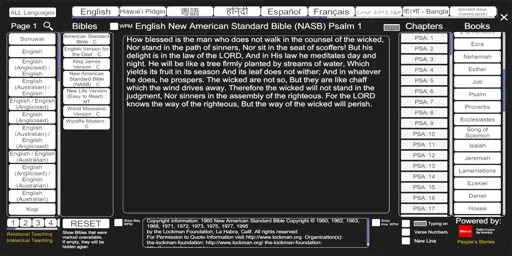 ALL Languages
English
Hawai'i Pidgin
粵語
हिन्दी
Español
Français
বাংলা - Bangla
Page 1
Bibles
WPM
English New American Standard Bible (NASB) Psalm 1
Chapters
Books
Sunuwar
English
English (Anglicised)
English (Anglicised) / English
English (Australian)
English / English (Anglicised)
English (Australian) / English (Anglicised)
English / English (Australian)
English (Anglicised) / English (Australian)
English (Australian)
Kogi
American Standard Bible : C
English Version for the Deaf : C
King James Version : C
New American Standard Bible (NASB) : C
New Life Version (Easy to Read) : NT
World Messianic Version : C
Wycliffe Modern : C
How blessed is the man who does not walk in the counsel of the wicked,
Nor stand in the path of sinners, Nor sit in the seat of scoffers! But his
delight is in the law of the LORD, And in His law he meditates day and
night. He will be like a tree firmly planted by streams of water, Which
yields its fruit in its season And its leaf does not wither; And in whatever
he does, he prospers. The wicked are not so, But they are like chaff
which the wind drives away. Therefore the wicked will not stand in the
judgment, Nor sinners in the assembly of the righteous. For the LORD
knows the way of the righteous, But the way of the wicked will perish.
PSA: 1
PSA: 2
PSA: 3
PSA: 4
PSA: 5
PSA: 6
PSA: 7
PSA: 8
PSA: 9
PSA: 10
PSA: 11
PSA: 12
PSA: 13
PSA: 14
PSA: 15
PSA: 16
PSA: 17
Ezra
Nehemiah
Esther
Job
Psalm
Proverbs
Ecclesiastes
Song of Solomon
Isaiah
Jeremiah
Lamentations
Ezekiel
Daniel
Hosea
1 2 3 4
RESET
Relational Teaching
Intelectual Teaching
Show Bibles that were
marked unavailable.
If empty, they will be
hidden again.
Show Max WPM
Copyright information: 1960 New American Standard Bible Copyright © 1960, 1962, 1963,
1968, 1971, 1972, 1973, 1975, 1977, 1995
by the Lockman Foundation, La Habra, Calif. All rights reserved.
For Permission to Quote Information visit http://www.lockman.org. Organization(s):
the-lockman-foundation: http://www.lockman.org/ the-lockman-foundation:
Show Ave. WPM
Typing on
Verse Numbers
New Line
Powered by:
People's Stories